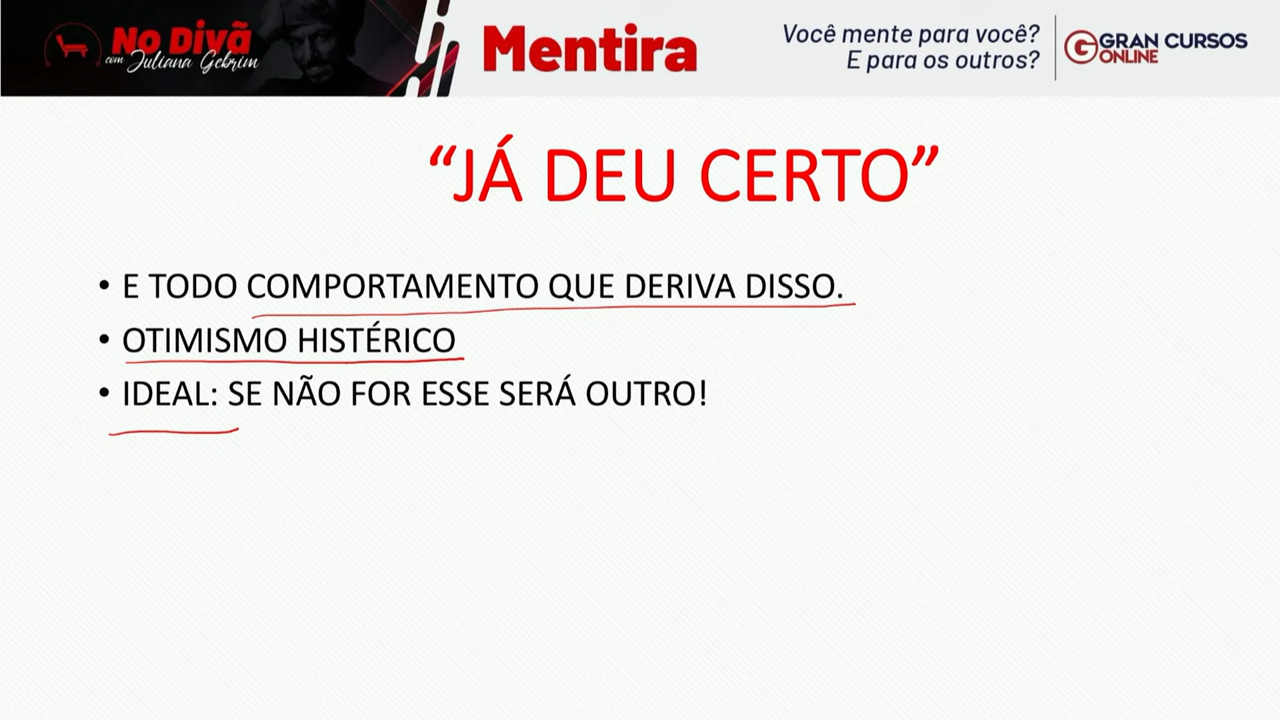 No Divã
com Juliana Gebrim
Mentira
Você mente para você?
E para os outros?
GRAN CURSOS
ONLINE
“JÁ DEU CERTO”
• E TODO COMPORTAMENTO QUE DERIVA DISSO.
• OTIMISMO HISTÉRICO
• IDEAL: SE NÃO FOR ESSE SERÁ OUTRO!